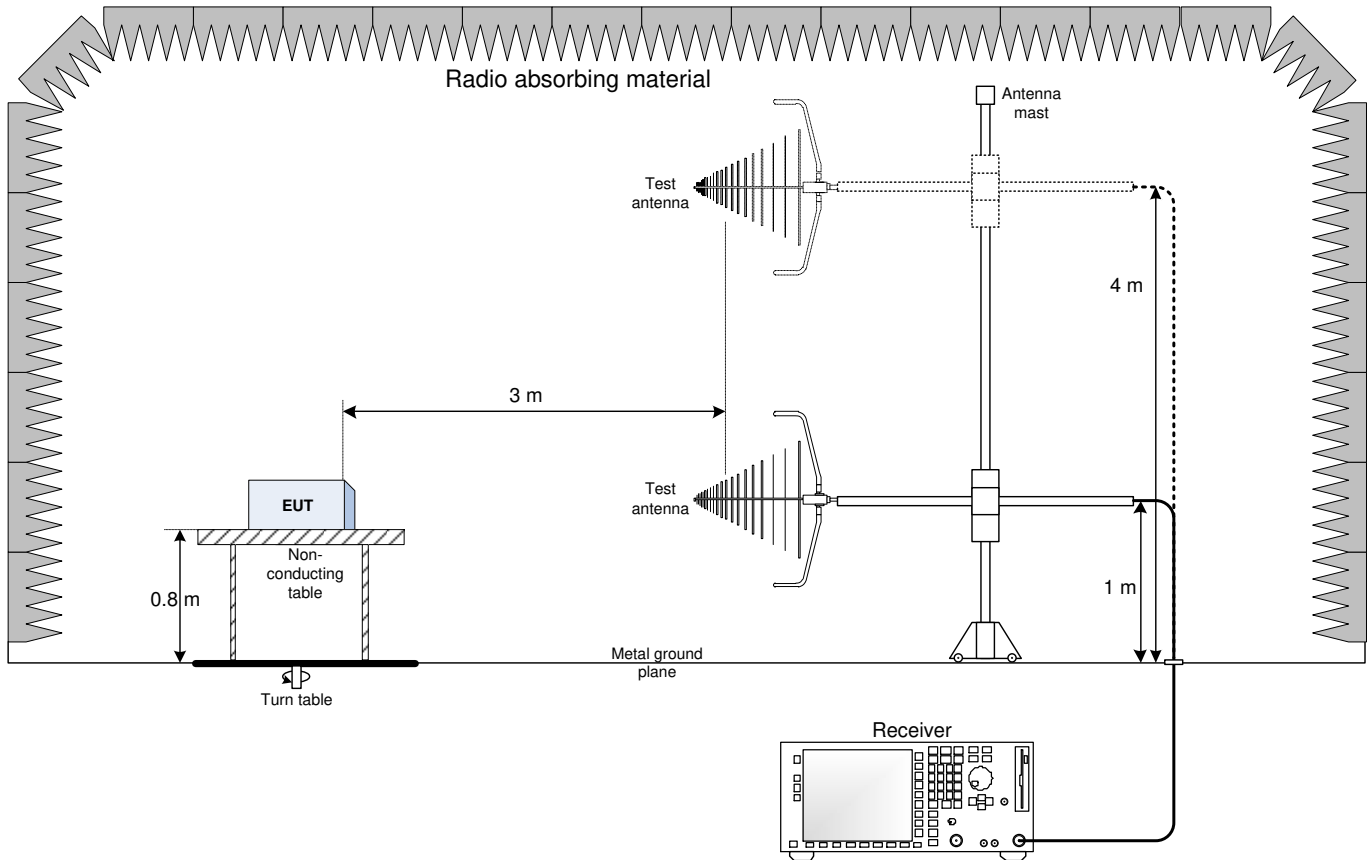 Radio absorbing material
Antenna
mast
Test
antenna
4 m
3 m
Test
antenna
EUT
Non-
conducting
table
0.8 m
1 m
Metal ground
plane
Turn table
Receiver